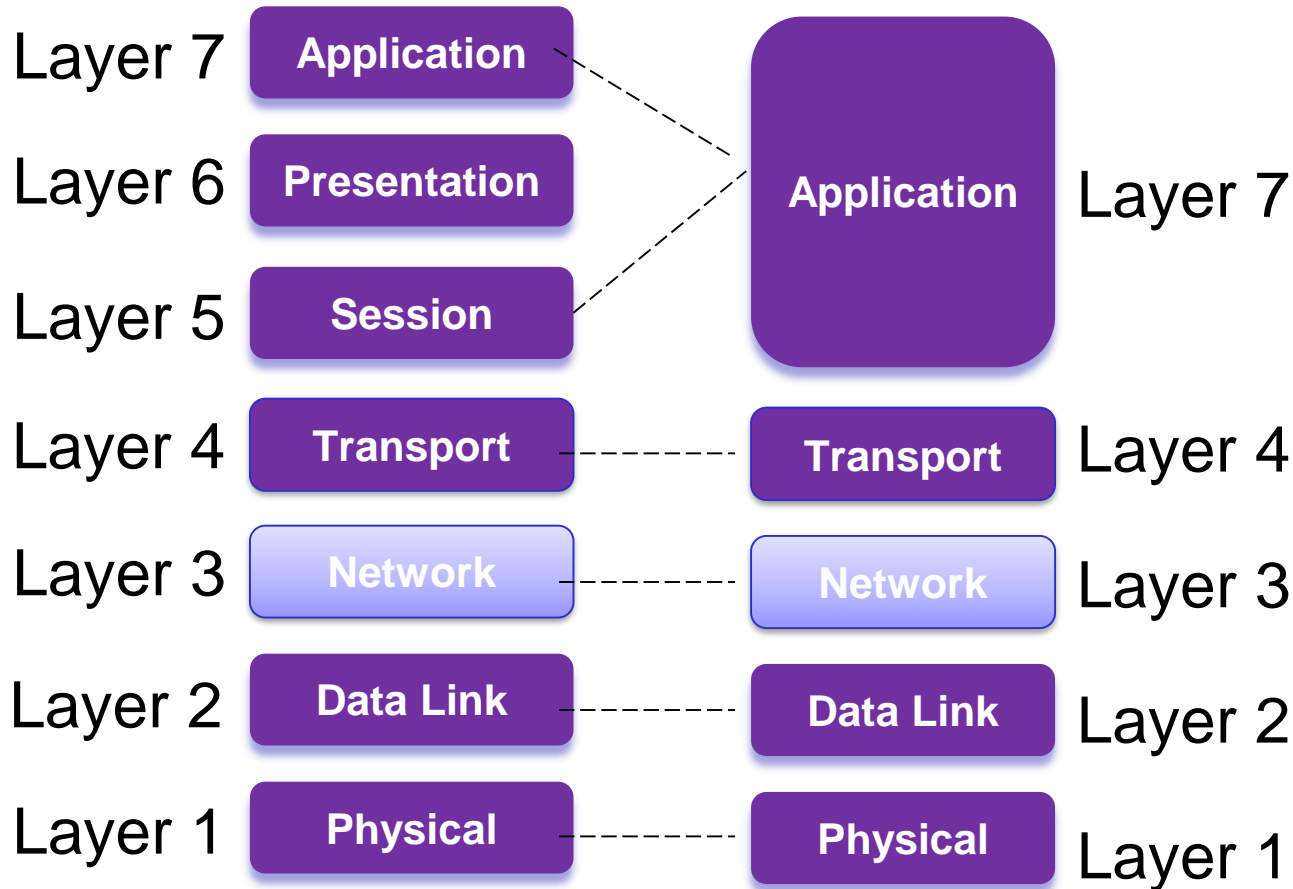 Layer 7 Application
Layer 6 Presentation Application Layer 7
Layer 5 Session
Layer 4 Transport Transport Layer 4
Layer 3 Network Network Layer 3
Layer 2 Data Link Data Link Layer 2
Layer 1 Physical Physical Layer 1